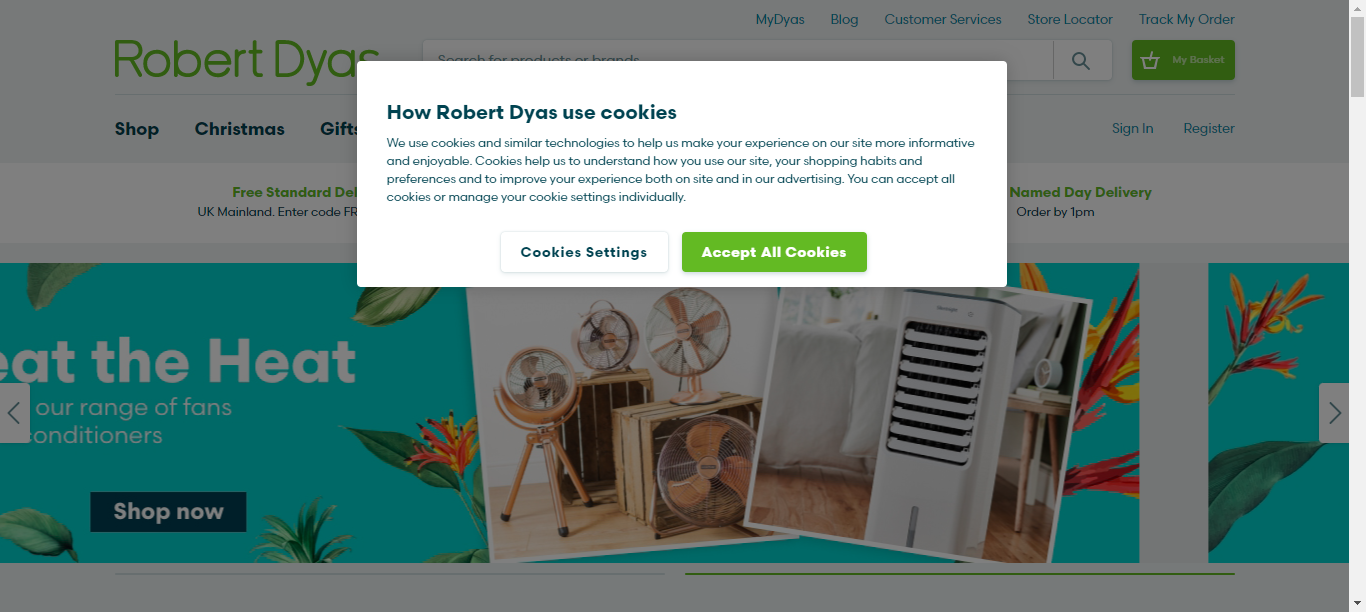 MyDyas Blog Customer Services Store Locator Track My Order
Robert Dyas
Search for products or brands
My Basket
Shop Christmas Gifts
Sign In Register
How Robert Dyas use cookies
We use cookies and similar technologies to help us make your experience on our site more informative
and enjoyable. Cookies help us to understand how you use our site, your shopping habits and
preferences and to improve your experience both on site and in our advertising. You can accept all
cookies or manage your cookie settings individually.
Cookies Settings Accept All Cookies
Free Standard Del
UK Mainland. Enter code FR
Named Day Delivery
Order by 1pm
eat the Heat
our range of fans
conditioners
Shop now